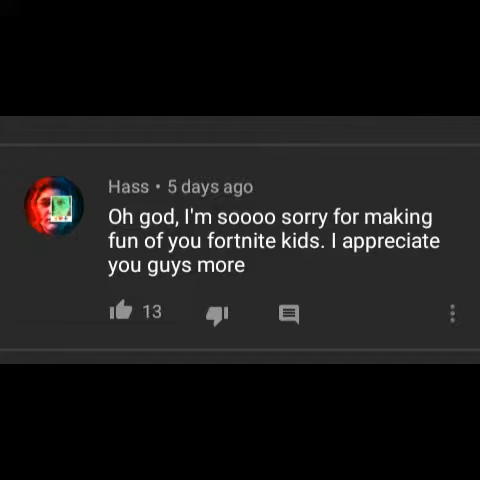 Hass • 5 days ago
Oh god, I'm soooo sorry for making
fun of you fortnite kids. I appreciate
you guys more
13